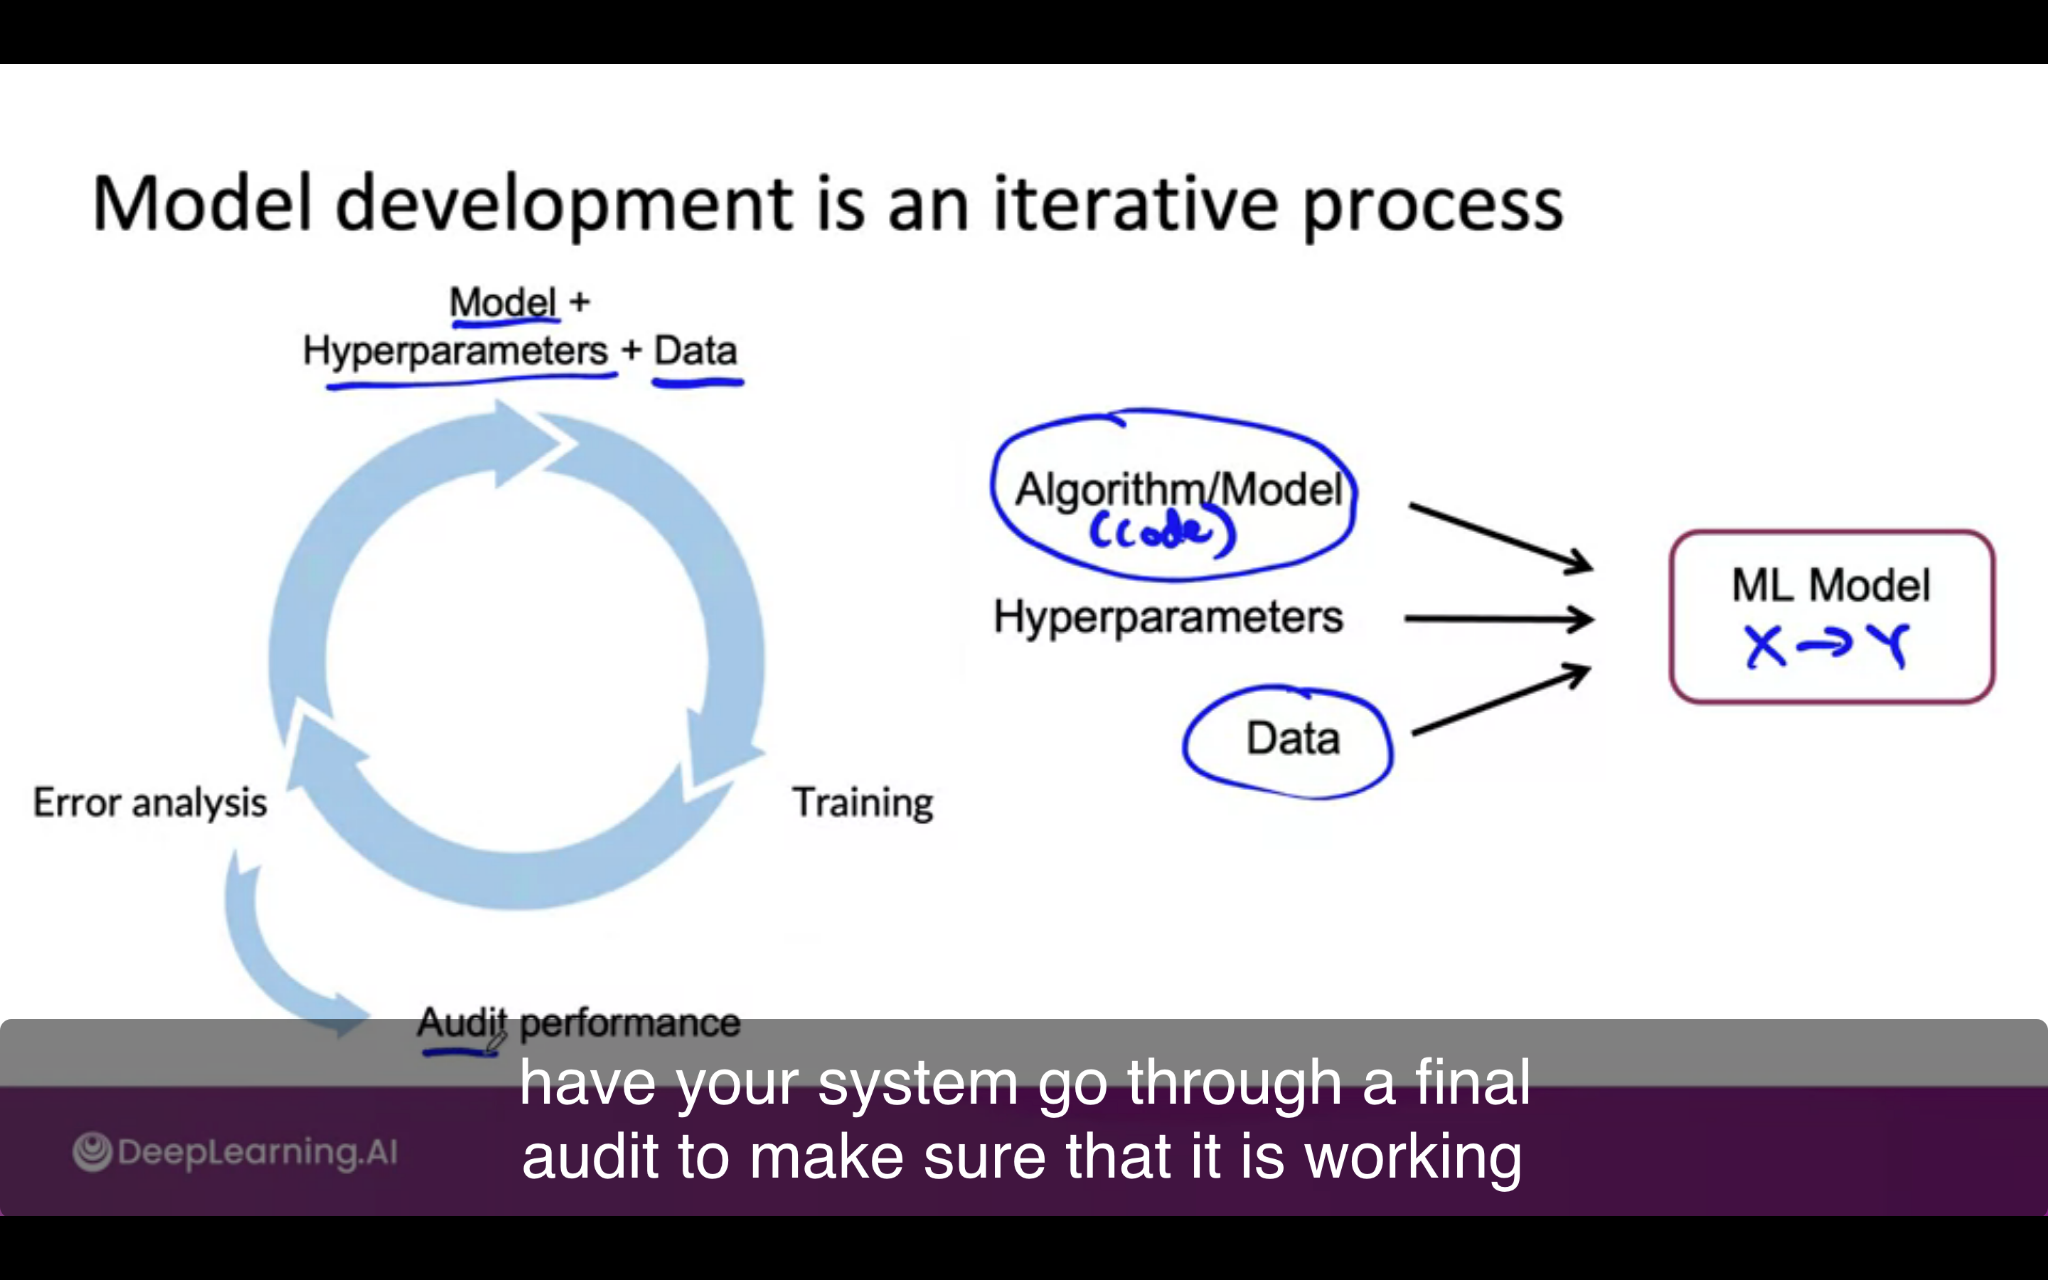 Model development is an iterative process
Model +
Hyperparameters + Data
Error analysis
Training
Audit performance
Algorithm/Model
(code)
Hyperparameters
Data
ML Model
X→Y
have your system go through a final
audit to make sure that it is working
DeepLearning.AI